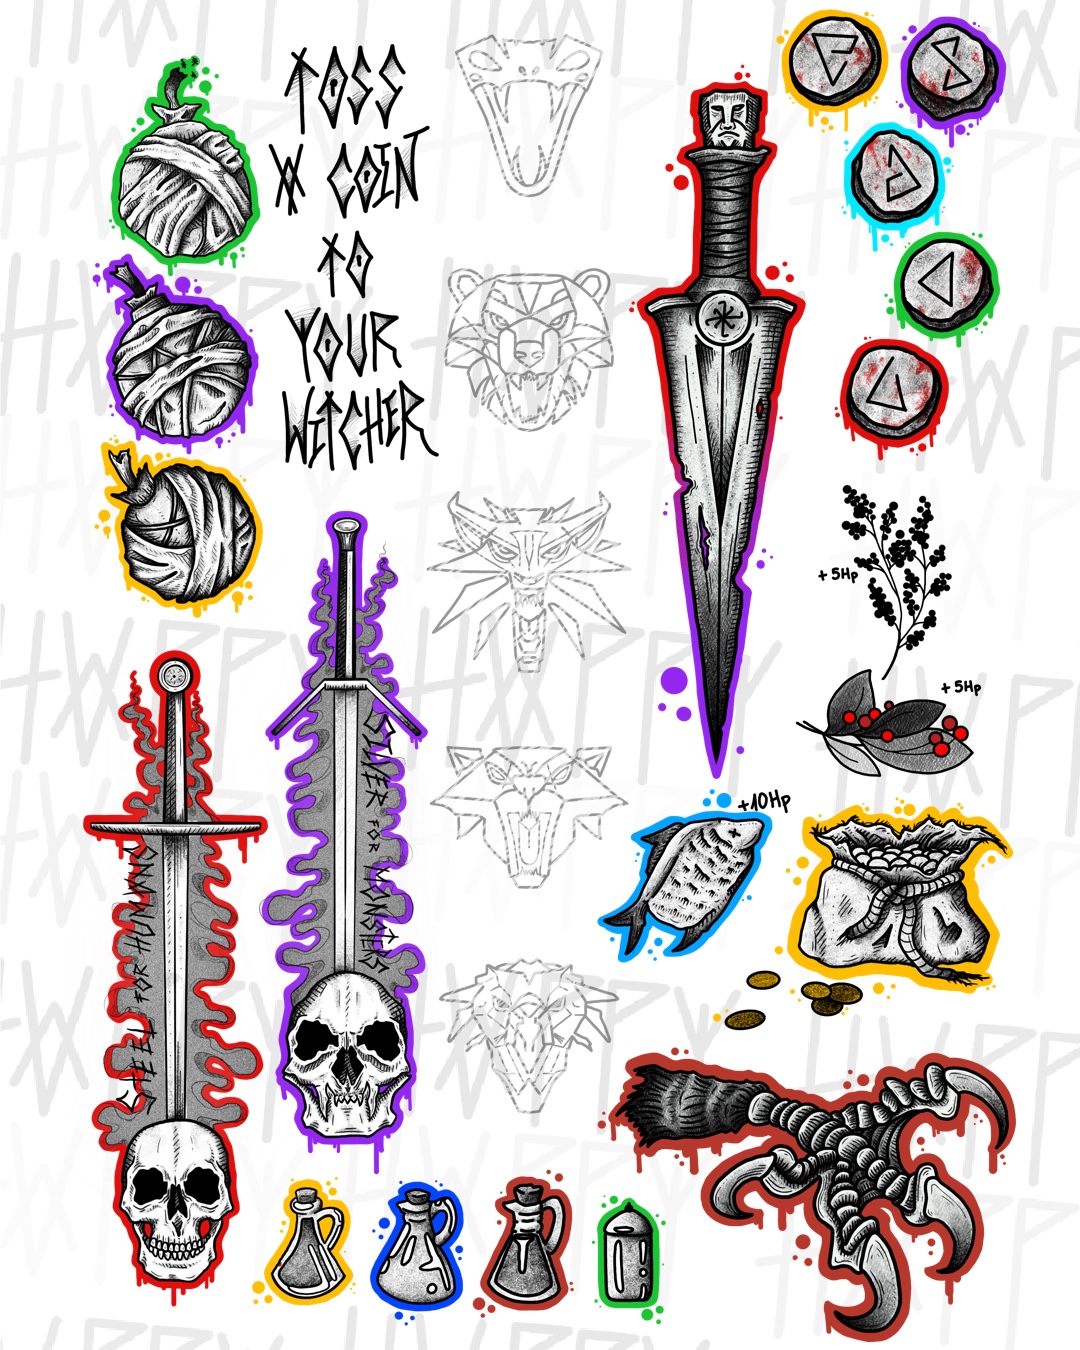 TOSS
A COIN
TO
YOUR
WITCHER
+5Hp
+5Hp
+10Hp
SILVER FOR MONSTERS
STEEL FOR HUMANS